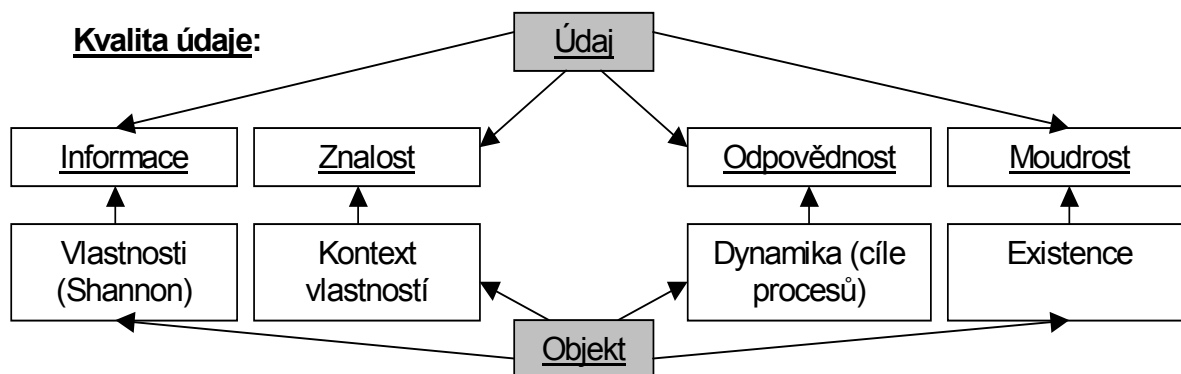 Kvalita údaje:
Údaj
Informace
Znalost
Odpovědnost
Moudrost
Vlastnosti
(Shannon)
Kontext
vlastností
Dynamika (cíle
procesů)
Existence
Objekt